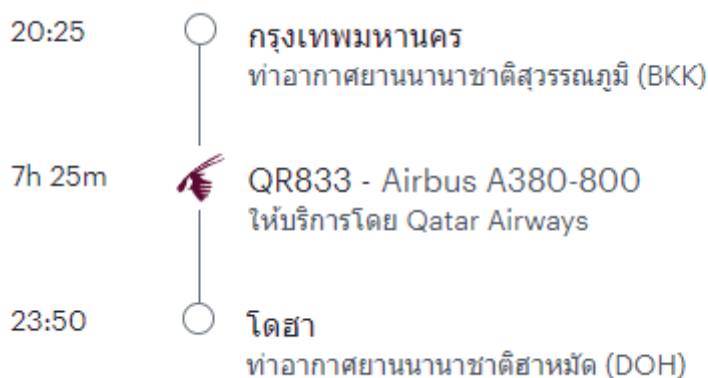 20:25
กรุงเทพมหานคร
ท่าอากาศยานนานาชาติสุวรรณภูมิ (BKK)
7h 25m
QR833 - Airbus A380-800
ให้บริการโดย Qatar Airways
23:50
โดฮา
ท่าอากาศยานนานาชาติฮาหมัด (DOH)